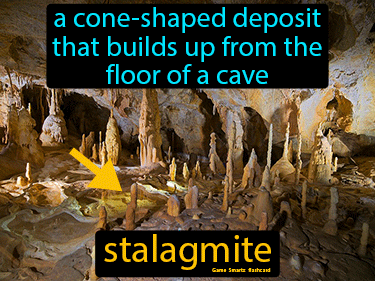 a cone-shaped deposit
that builds up from the
floor of a cave
stalagmite
Game Smartz flashcard